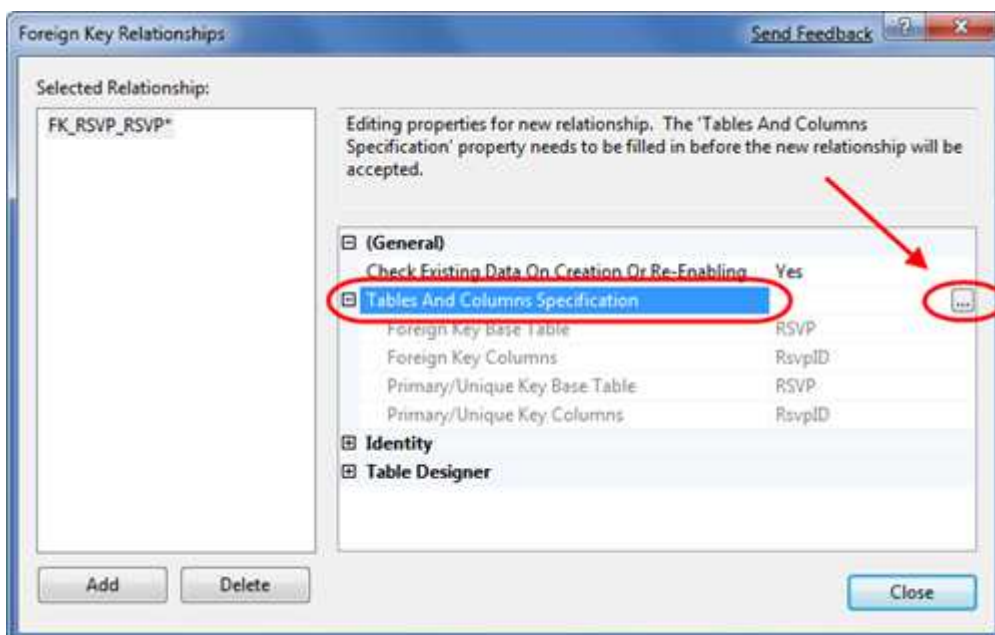 Foreign Key Relationships
Send Feedback
Selected Relationship:
FK_RSVP_RSVP*
Editing properties for new relationship. The 'Tables And Columns
Specification' property needs to be filled in before the new relationship will be
accepted.
(General)
Check Existing Data On Creation Or Re-Enabling Yes
Tables And Columns Specification ...
Foreign Key Base Table RSVP
Foreign Key Columns RsvpID
Primary/Unique Key Base Table RSVP
Primary/Unique Key Columns RsvpID
Identity
Table Designer
Add
Delete
Close